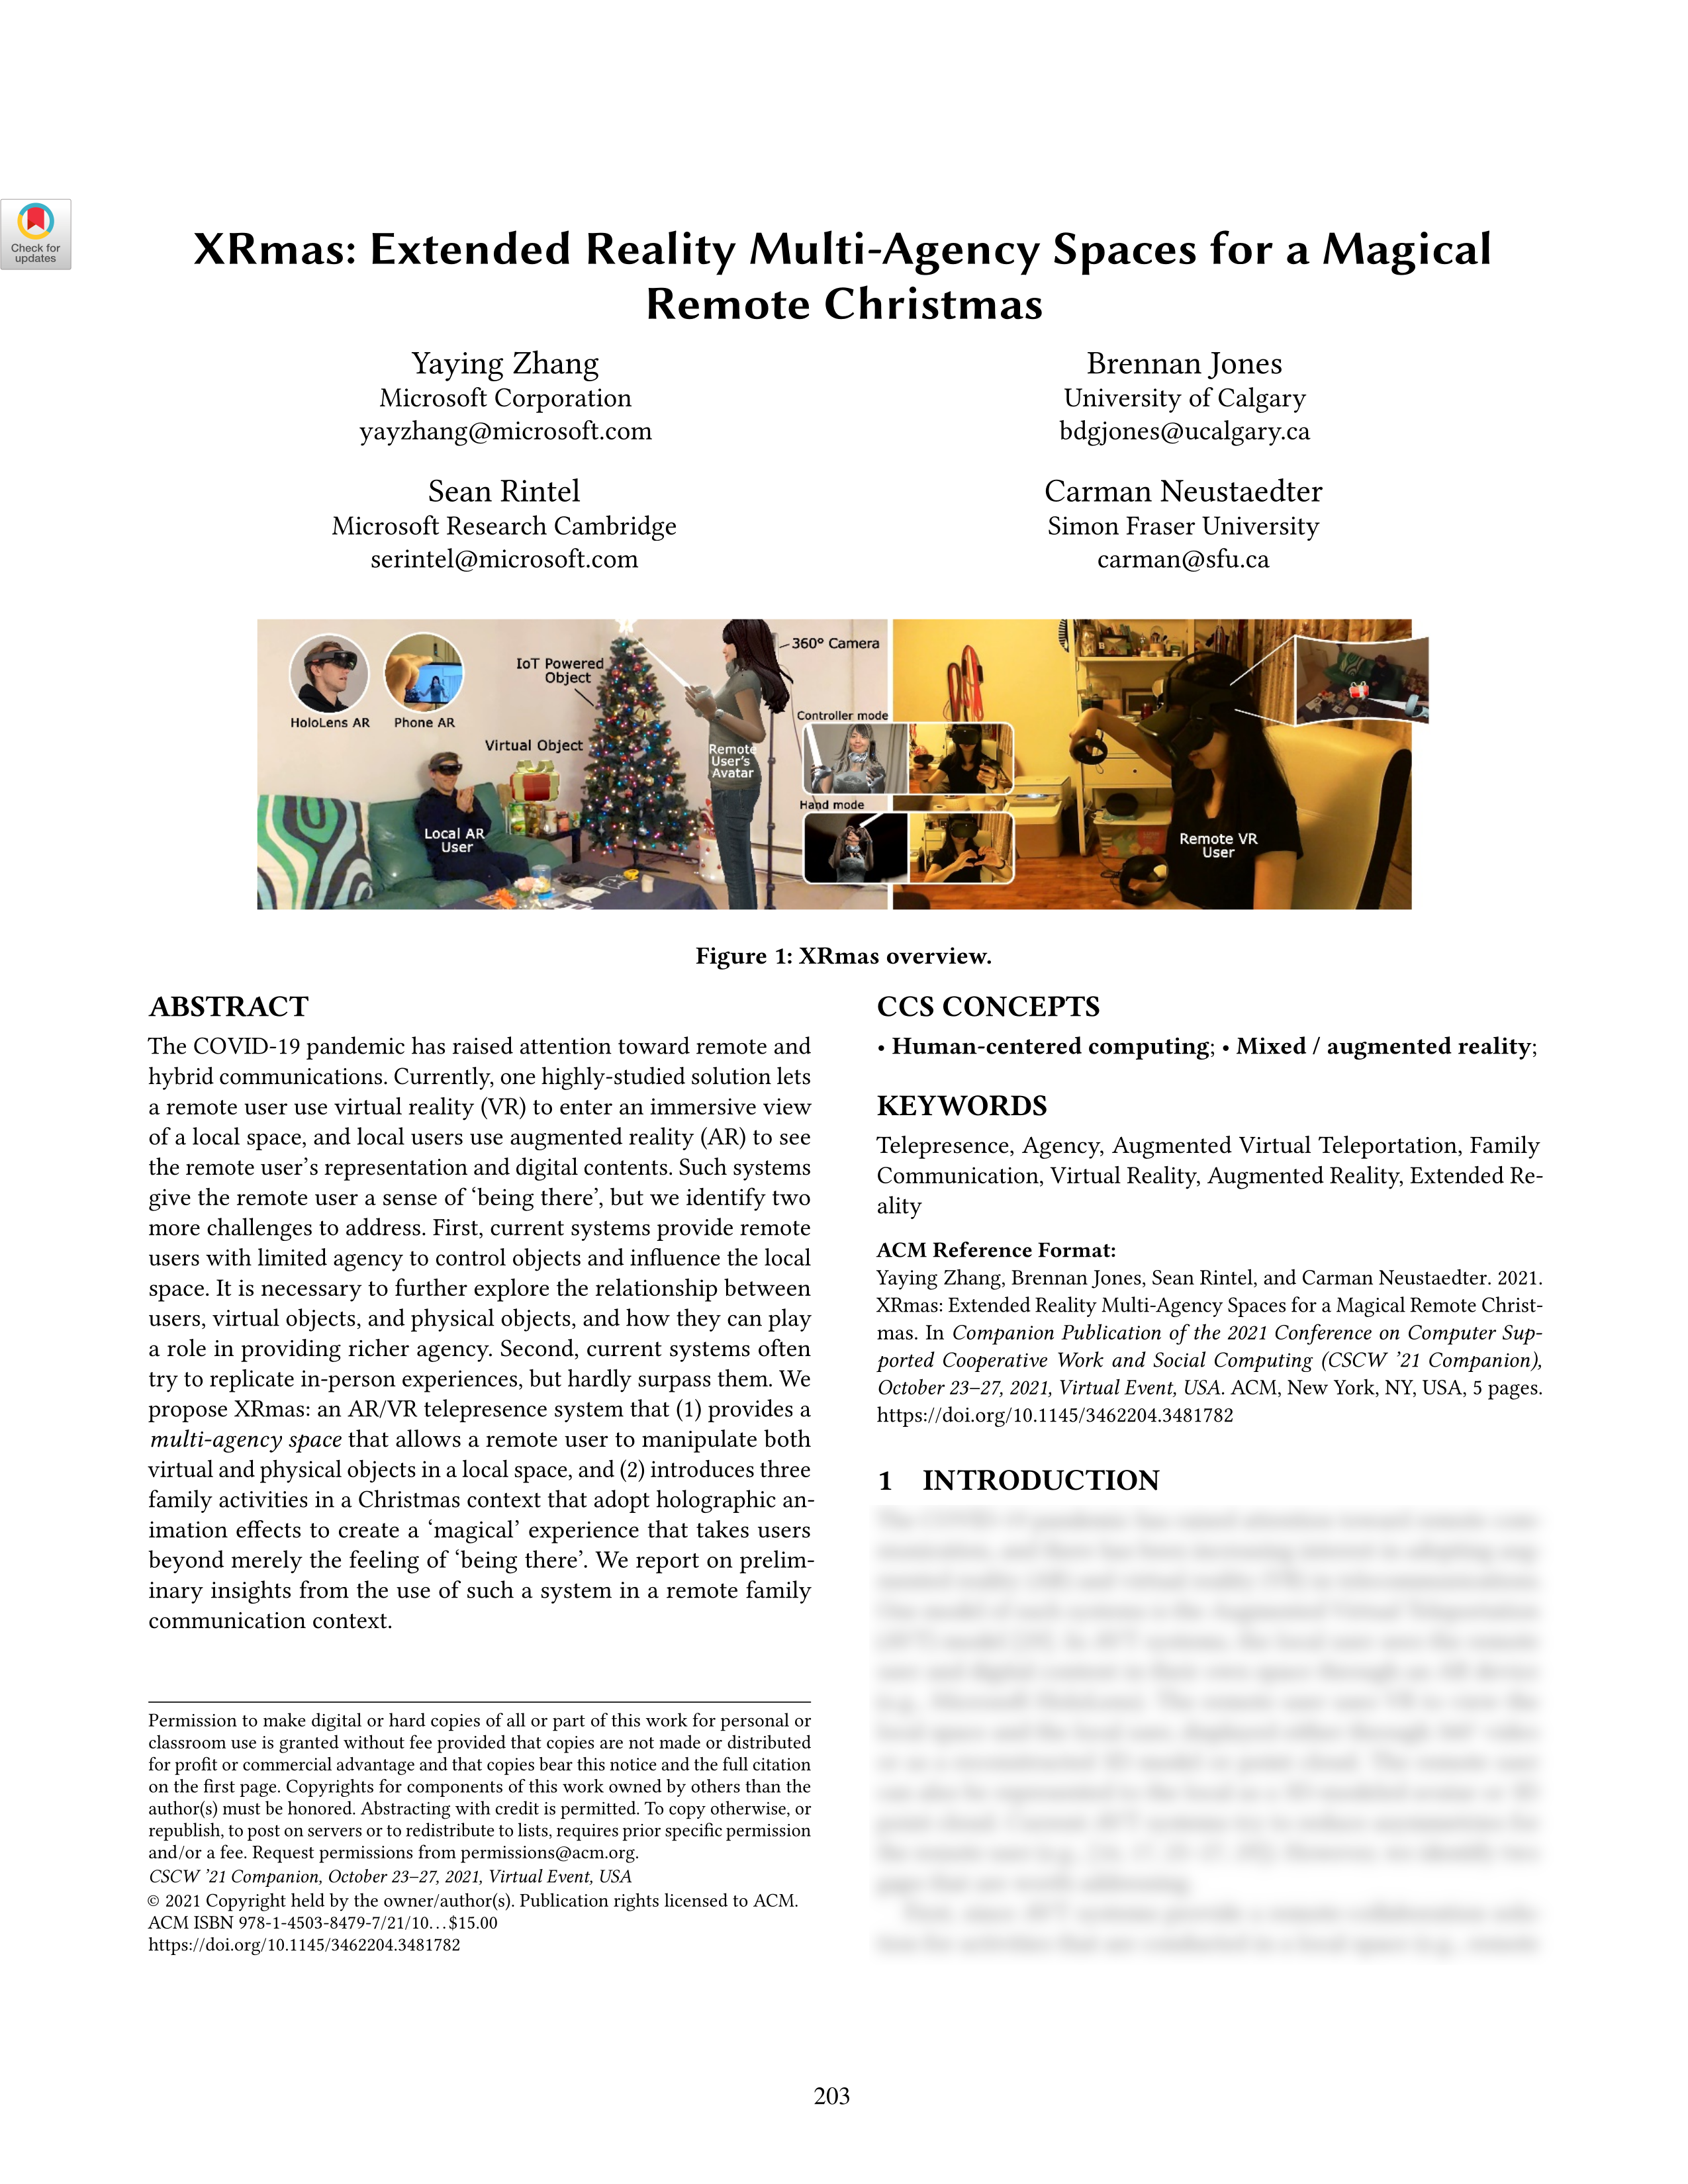 Check for
updates
XRmas: Extended Reality Multi-Agency Spaces for a Magical
Remote Christmas
Yaying Zhang
Microsoft Corporation
yayzhang@microsoft.com
Brennan Jones
University of Calgary
bdgjones@ucalgary.ca
Sean Rintel
Microsoft Research Cambridge
serintel@microsoft.com
Carman Neustaedter
Simon Fraser University
carman@sfu.ca
HoloLens AR
Phone AR
IoT Powered
Object
Virtual Object
Local AR
User
Remote
User's
Avatar
360° Camera
Controller mode
Hand mode
Remote VR
User
Figure 1: XRmas overview.
ABSTRACT
The COVID-19 pandemic has raised attention toward remote and
hybrid communications. Currently, one highly-studied solution lets
a remote user use virtual reality (VR) to enter an immersive view
of a local space, and local users use augmented reality (AR) to see
the remote user's representation and digital contents. Such systems
give the remote user a sense of 'being there', but we identify two
more challenges to address. First, current systems provide remote
users with limited agency to control objects and influence the local
space. It is necessary to further explore the relationship between
users, virtual objects, and physical objects, and how they can play
a role in providing richer agency. Second, current systems often
try to replicate in-person experiences, but hardly surpass them. We
propose XRmas: an AR/VR telepresence system that (1) provides a
multi-agency space that allows a remote user to manipulate both
virtual and physical objects in a local space, and (2) introduces three
family activities in a Christmas context that adopt holographic an-
imation effects to create a 'magical' experience that takes users
beyond merely the feeling of 'being there'. We report on prelim-
inary insights from the use of such a system in a remote family
communication context.
Permission to make digital or hard copies of all or part of this work for personal or
classroom use is granted without fee provided that copies are not made or distributed
for profit or commercial advantage and that copies bear this notice and the full citation
on the first page. Copyrights for components of this work owned by others than the
author(s) must be honored. Abstracting with credit is permitted. To copy otherwise, or
republish, to post on servers or to redistribute to lists, requires prior specific permission
and/or a fee. Request permissions from permissions@acm.org.
CSCW '21 Companion, October 23–27, 2021, Virtual Event, USA
© 2021 Copyright held by the owner/author(s). Publication rights licensed to ACM.
ACM ISBN 978-1-4503-8479-7/21/10...$15.00
https://doi.org/10.1145/3462204.3481782
CCS CONCEPTS
• Human-centered computing; • Mixed / augmented reality;
KEYWORDS
Telepresence, Agency, Augmented Virtual Teleportation, Family
Communication, Virtual Reality, Augmented Reality, Extended Re-
ality
ACM Reference Format:
Yaying Zhang, Brennan Jones, Sean Rintel, and Carman Neustaedter. 2021.
XRmas: Extended Reality Multi-Agency Spaces for a Magical Remote Christ-
mas. In Companion Publication of the 2021 Conference on Computer Sup-
ported Cooperative Work and Social Computing (CSCW '21 Companion),
October 23–27, 2021, Virtual Event, USA. ACM, New York, NY, USA, 5 pages.
https://doi.org/10.1145/3462204.3481782
1 INTRODUCTION
203